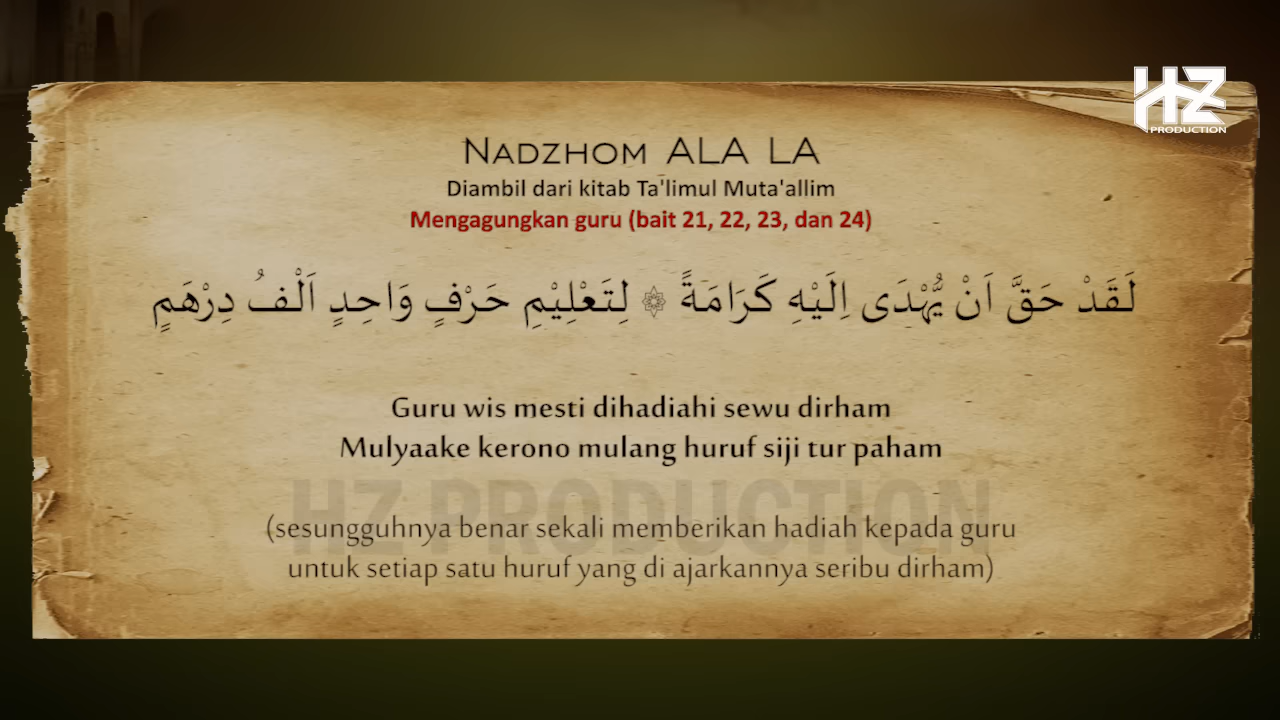 HZ
PRODUCTION
NADZHOM ALA LA
Diambil dari kitab Ta'limul Muta'allim
Mengagungkan guru (bait 21, 22, 23, dan 24)
لَقَدْ حَقَّ اَنْ يُّهْدَى اِلَيْهِ كَرَامَةً ۞ لِتَعْلِيْمِ حَرْفٍ وَاحِدٍ اَلْفُ دِرْهَمٍ
Guru wis mesti dihadiahi sewu dirham
Mulyaake kerono mulang huruf siji tur paham
HZ PRODUCTION
(sesungguhnya benar sekali memberikan hadiah kepada guru
untuk setiap satu huruf yang di ajarkannya seribu dirham)